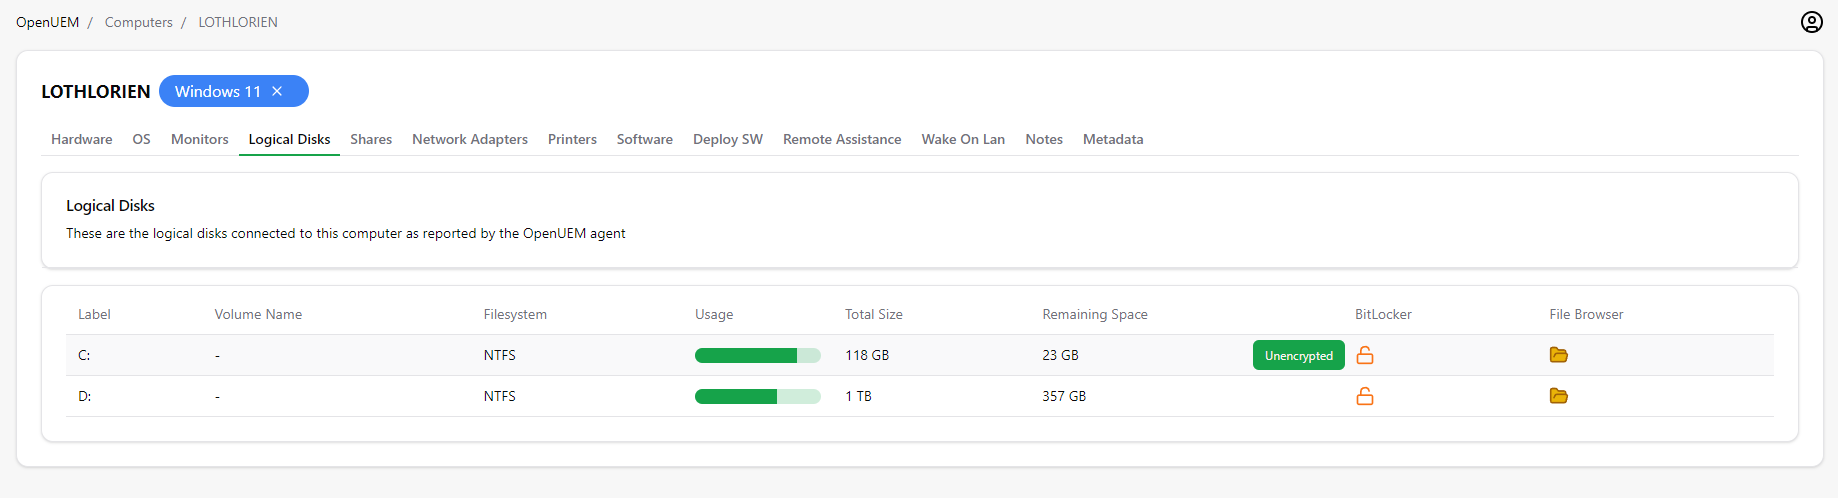 OpenUEM / Computers / LOTHLORIEN
LOTHLORIEN Windows 11 ×
Hardware OS Monitors Logical Disks Shares Network Adapters Printers Software Deploy SW Remote Assistance Wake On Lan Notes Metadata
Logical Disks
These are the logical disks connected to this computer as reported by the OpenUEM agent
Label Volume Name Filesystem Usage Total Size Remaining Space BitLocker File Browser
C: - NTFS 118 GB 23 GB Unencrypted
D: - NTFS 1 TB 357 GB